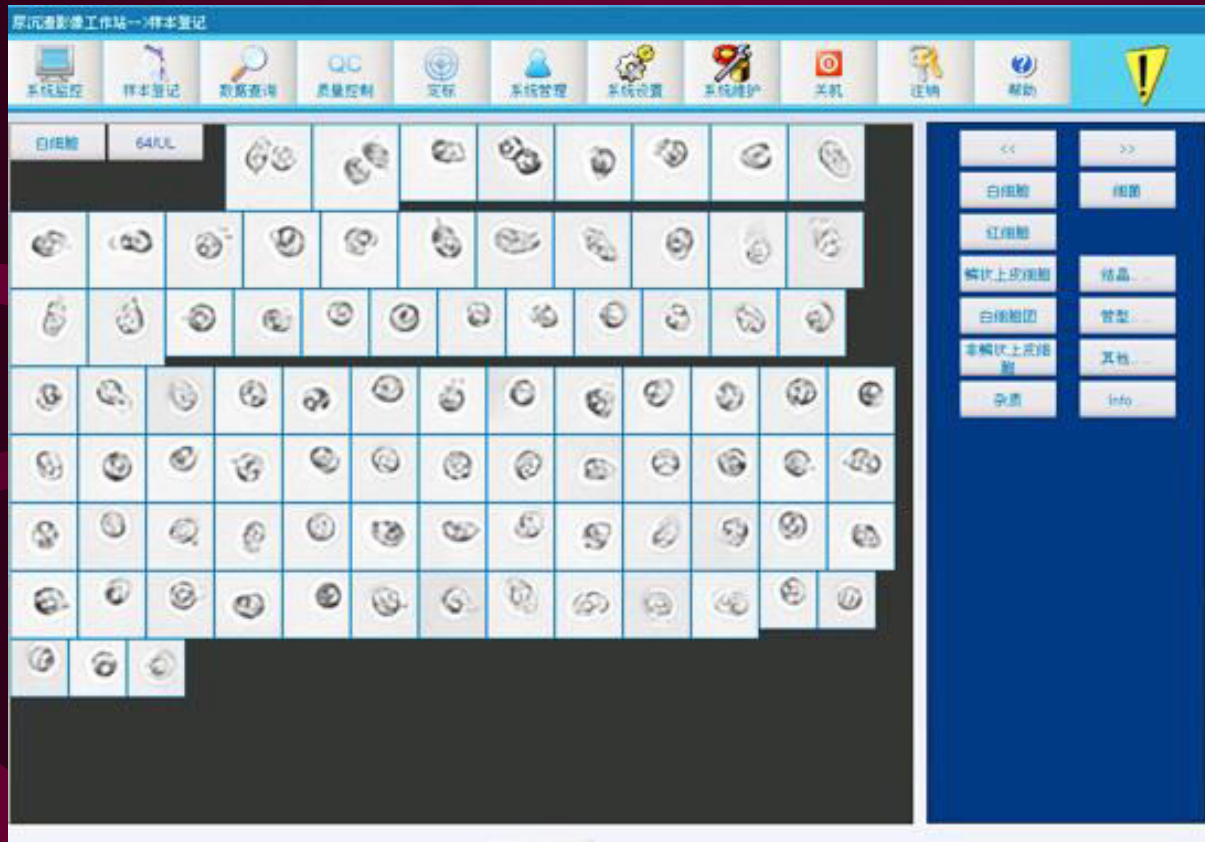 尿沉渣影像工作站-->样本登记
系统监控 样本登记 数据查询 QC 质量控制 定标 系统管理 系统设置 系统维护 关机 注销 帮助
白细胞 64/UL
<< >>
白细胞 细菌
红细胞
鳞状上皮细胞 结晶...
白细胞团 管型...
非鳞状上皮细胞 其他...
杂质 Info...